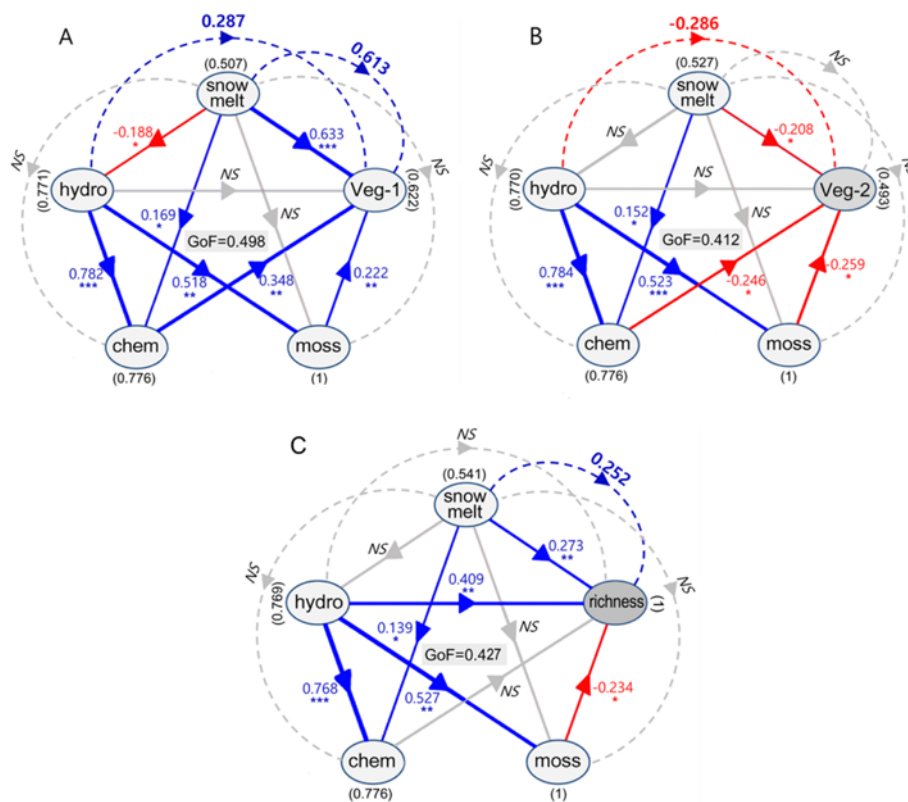 A
0.287
0.613
(0.507)
snow
melt
NS
NS
-0.188
*
0.633
***
hydro
(0.771)
NS
Veg-1
(0.622)
0.169
*
NS
GoF=0.498
0.782
***
0.518
**
0.348
**
0.222
**
chem
(0.776)
moss
(1)
B
-0.286
NS
(0.527)
snow
melt
NS
NS
NS
-0.208
*
hydro
(0.770)
NS
Veg-2
(0.493)
0.152
*
NS
GoF=0.412
0.784
***
0.523
***
-0.246
*
-0.259
*
chem
(0.776)
moss
(1)
C
NS
0.252
(0.541)
snow
melt
NS
NS
NS
0.273
**
hydro
(0.769)
0.409
**
richness
(1)
0.139
*
NS
GoF=0.427
0.768
***
0.527
**
NS
-0.234
*
chem
(0.776)
moss
(1)